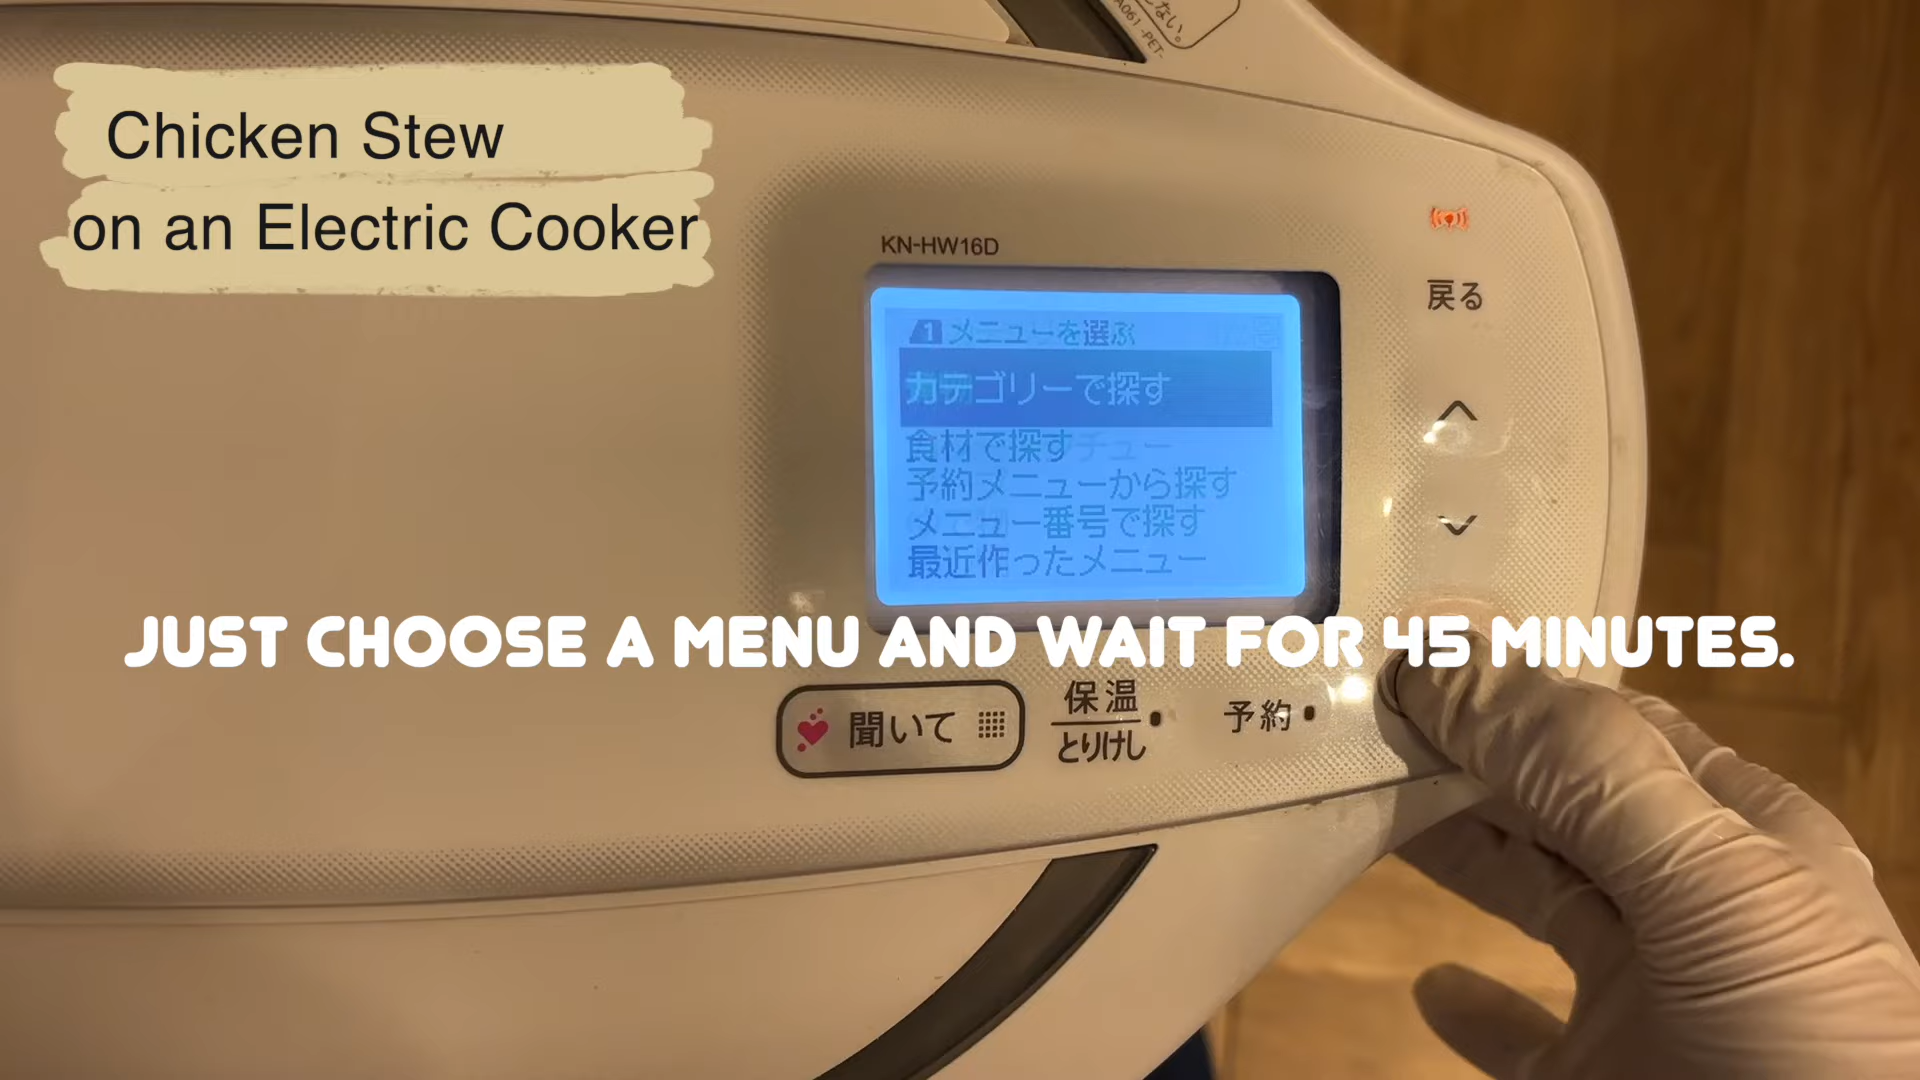 Chicken Stew
on an Electric Cooker
KN-HW16D
戻る
1 メニューを選ぶ
カテゴリーで探す
食材で探す
予約メニューから探す
メニュー番号で探す
最近作ったメニュー
JUST CHOOSE A MENU AND WAIT FOR 45 MINUTES.
聞いて
保温
とりけし
予約